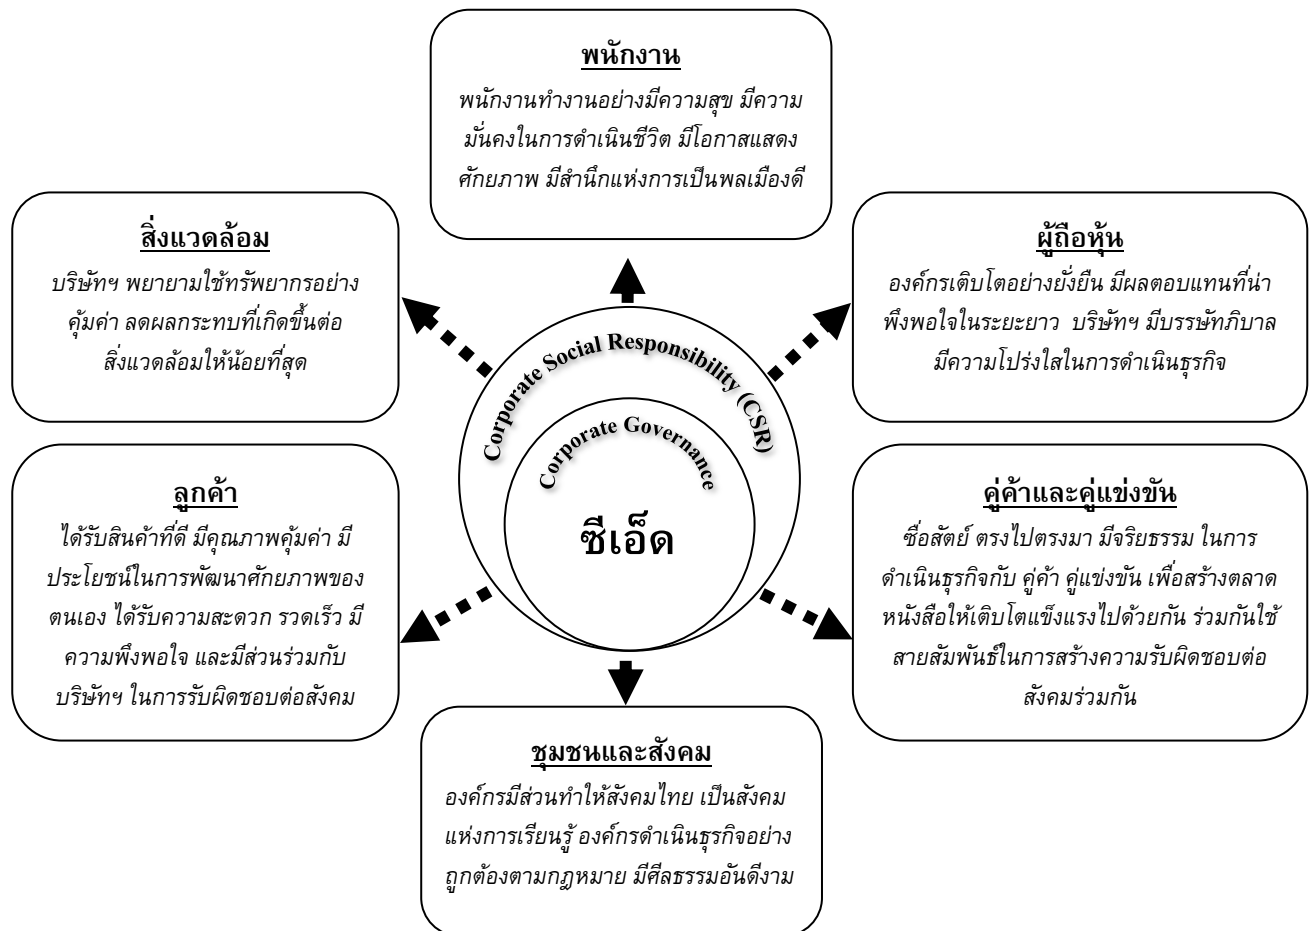 พนักงาน
พนักงานทำงานอย่างมีความสุข มีความ
มั่นคงในการดำเนินชีวิต มีโอกาสแสดง
ศักยภาพ มีสำนึกแห่งการเป็นพลเมืองดี
สิ่งแวดล้อม
บริษัทฯ พยายามใช้ทรัพยากรอย่าง
คุ้มค่า ลดผลกระทบที่เกิดขึ้นต่อ
สิ่งแวดล้อมให้น้อยที่สุด
ผู้ถือหุ้น
องค์กรเติบโตอย่างยั่งยืน มีผลตอบแทนที่น่า
พึงพอใจในระยะยาว บริษัทฯ มีบรรษัทภิบาล
มีความโปร่งใสในการดำเนินธุรกิจ
Corporate Social Responsibility (CSR)
Corporate Governance
ซีเอ็ด
ลูกค้า
ได้รับสินค้าที่ดี มีคุณภาพคุ้มค่า มี
ประโยชน์ในการพัฒนาศักยภาพของ
ตนเอง ได้รับความสะดวก รวดเร็ว มี
ความพึงพอใจ และมีส่วนร่วมกับ
บริษัทฯ ในการรับผิดชอบต่อสังคม
คู่ค้าและคู่แข่งขัน
ซื่อสัตย์ ตรงไปตรงมา มีจริยธรรม ในการ
ดำเนินธุรกิจกับ คู่ค้า คู่แข่งขัน เพื่อสร้างตลาด
หนังสือให้เติบโตแข็งแรงไปด้วยกัน ร่วมกันใช้
สายสัมพันธ์ในการสร้างความรับผิดชอบต่อ
สังคมร่วมกัน
ชุมชนและสังคม
องค์กรมีส่วนทำให้สังคมไทย เป็นสังคม
แห่งการเรียนรู้ องค์กรดำเนินธุรกิจอย่าง
ถูกต้องตามกฎหมาย มีศีลธรรมอันดีงาม